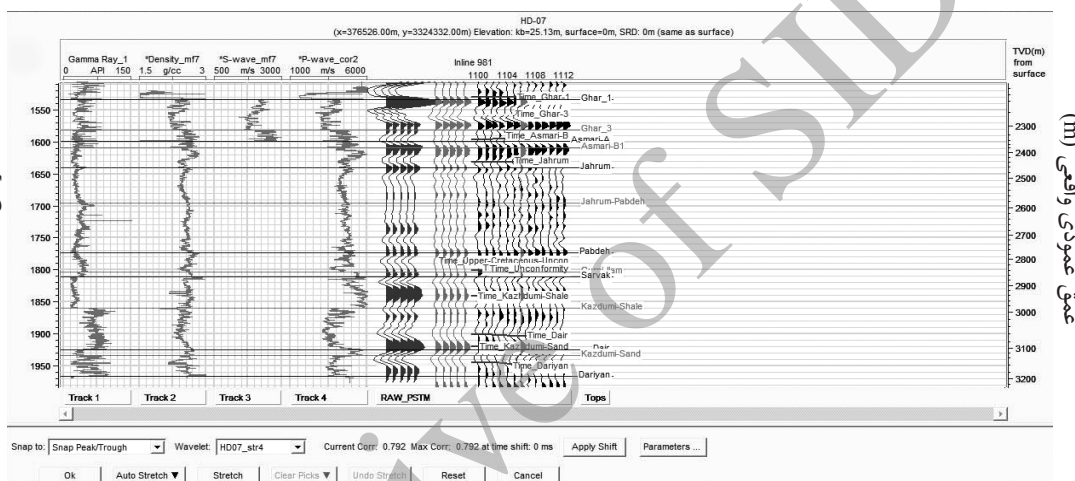 HD-07
(x=376526.00m, y=3324332.00m) Elevation: kb=25.13m, surface=0m, SRD: 0m (same as surface)
Gamma Ray_1 *Density_mf7 *S-wave_mf7 *P-wave_cor2 Inline 981 TVD(m)
0 API 150 1.5 g/cc 3 500 m/s 3000 1000 m/s 6000 1100 1104 1108 1112 from
surface
Time_Ghar-1 Ghar_1
1550 Time_Ghar-3
Ghar_3 2300
1600 Time_Asmari-B Asmari-A
Asmari-B1
Time_Jahrum Jahrum 2400
1650 2500
1700 Jahrum-Pabdeh 2600
1750 2700
Pabdeh
Time_Upper-Cretaceous-Uncon 2800
1800 Time_Unconformity
Sarvak
Time_Kazhdumi-Shale 2900
1850 Kazdumi-Shale 3000
1900 Time_Dair
Time_Kazhdumi-Sand Dair 3100
Kazdumi-Sand
1950 Time_Dariyan Dariyan 3200
Track 1 Track 2 Track 3 Track 4 RAW_PSTM Tops
عمق عمودی واقعی (m)
Snap to: Snap Peak/Trough Wavelet: HD07_str4 Current Corr: 0.792 Max Corr: 0.792 at time shift: 0 ms Apply Shift Parameters ...
Ok Auto Stretch ▼ Stretch Clear Picks ▼ Undo Stretch Reset Cancel
ive of SID